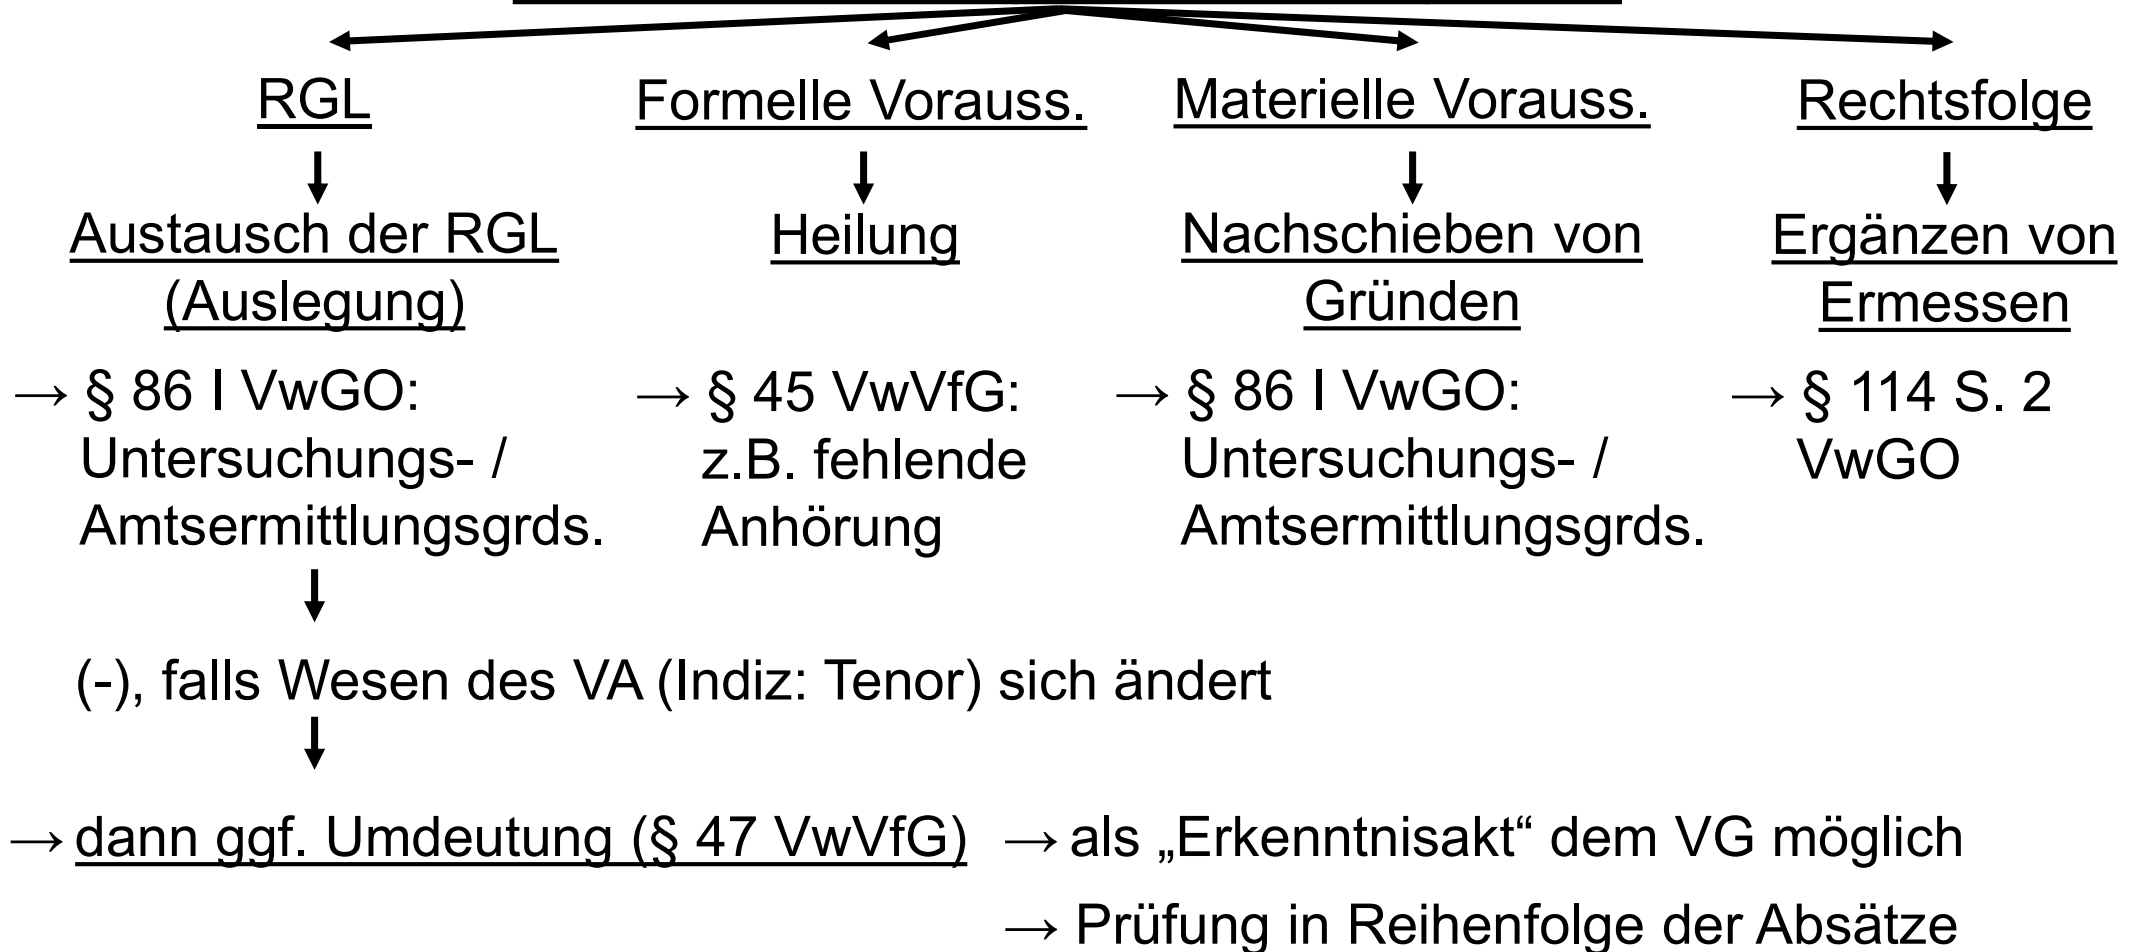 RGL
Austausch der RGL
(Auslegung)
→ § 86 I VwGO:
Untersuchungs- /
Amtsermittlungsgrds.
Formelle Vorauss.
Heilung
→ § 45 VwVfG:
z.B. fehlende
Anhörung
Materielle Vorauss.
Nachschieben von
Gründen
→ § 86 I VwGO:
Untersuchungs- /
Amtsermittlungsgrds.
Rechtsfolge
Ergänzen von
Ermessen
→ § 114 S. 2
VwGO
(-), falls Wesen des VA (Indiz: Tenor) sich ändert
→ dann ggf. Umdeutung (§ 47 VwVfG) → als „Erkenntnisakt“ dem VG möglich
→ Prüfung in Reihenfolge der Absätze